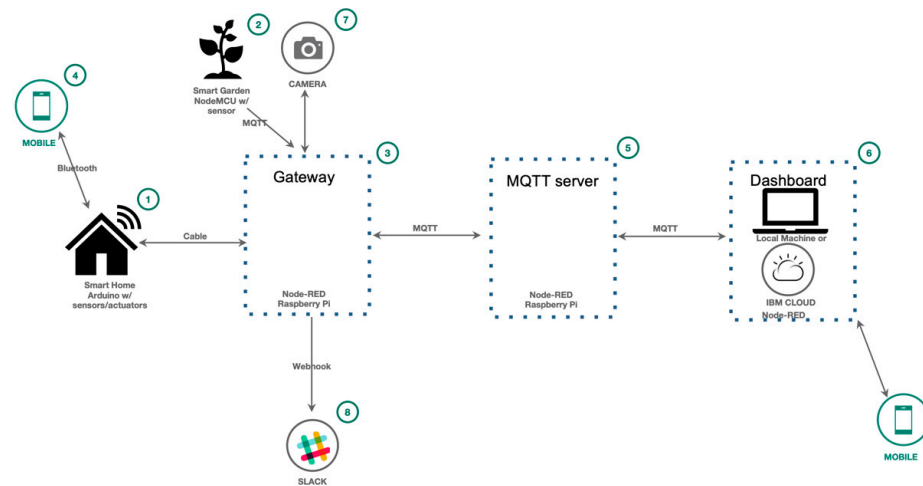 2
7
Smart Garden
NodeMCU w/
sensor
CAMERA
4
MOBILE
MQTT
Bluetooth
1
Smart Home
Arduino w/
sensors/actuators
Cable
3
Gateway
Node-RED
Raspberry Pi
MQTT
5
MQTT server
Node-RED
Raspberry Pi
MQTT
6
Dashboard
Local Machine or
IBM CLOUD
Node-RED
Webhook
8
SLACK
MOBILE